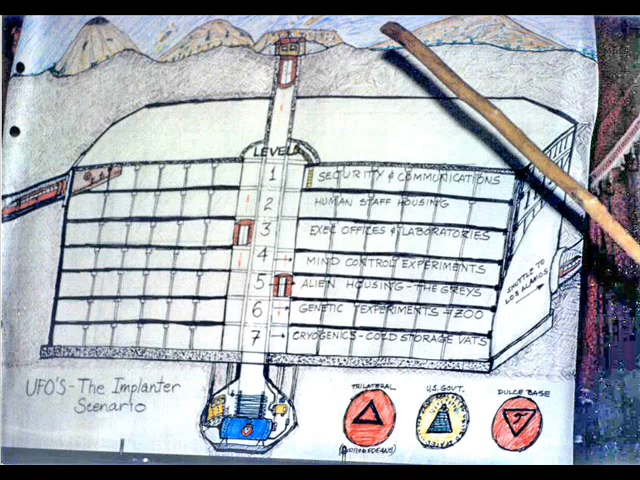 LEVELS
1 SECURITY & COMMUNICATIONS
2 HUMAN STAFF HOUSING
3 EXEC OFFICES & LABORATORIES
4 MIND CONTROL EXPERIMENTS
5 ALIEN HOUSING - THE GREYS
6 GENETIC EXPERIMENTS - ZOO
7 CRYOGENICS - COLD STORAGE VATS
SHUTTLE TO
LOS ALAMOS
UFO'S - The Implanter
Scenario
TRILATERAL
U.S. GOVT.
DULCE BASE